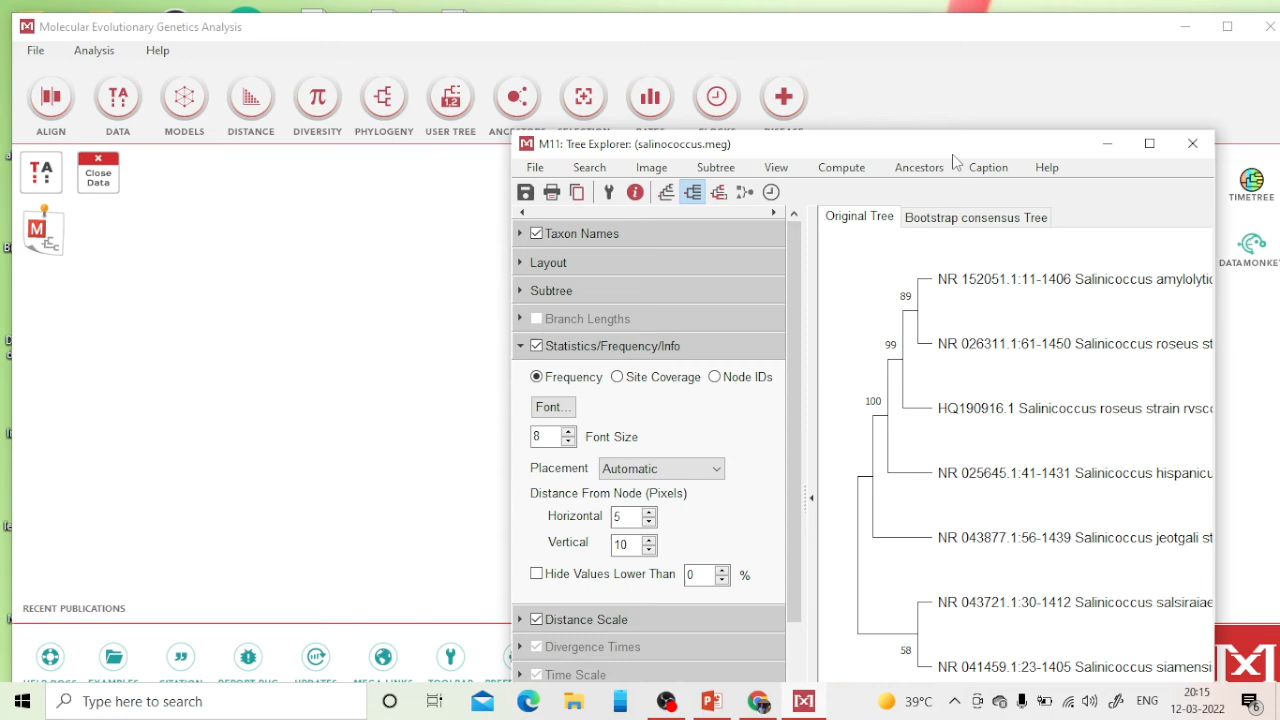 Molecular Evolutionary Genetics Analysis
File Analysis Help
ALIGN DATA MODELS DISTANCE DIVERSITY PHYLOGENY USER TREE
Close
Data
M11: Tree Explorer: (salinococcus.meg)
File Search Image Subtree View Compute Ancestors Caption Help
TIMETREE
DATAMONKE
Taxon Names
Layout
Subtree
Branch Lengths
Statistics/Frequency/Info
Frequency Site Coverage Node IDs
Font...
8 Font Size
Placement Automatic
Distance From Node (Pixels)
Horizontal 5
Vertical 10
Hide Values Lower Than 0 %
Distance Scale
Divergence Times
Time Scale
Original Tree Bootstrap consensus Tree
NR 152051.1:11-1406 Salinicoccus amylolytic
89
NR 026311.1:61-1450 Salinicoccus roseus st
99
HQ190916.1 Salinicoccus roseus strain rvsco
100
NR 025645.1:41-1431 Salinicoccus hispanicu
NR 043877.1:56-1439 Salinicoccus jeotgali st
NR 043721.1:30-1412 Salinicoccus salsiraiae
58
NR 041459.1:23-1405 Salinicoccus siamensi
RECENT PUBLICATIONS
Type here to search
39°C
ENG
20:15
12-03-2022
6